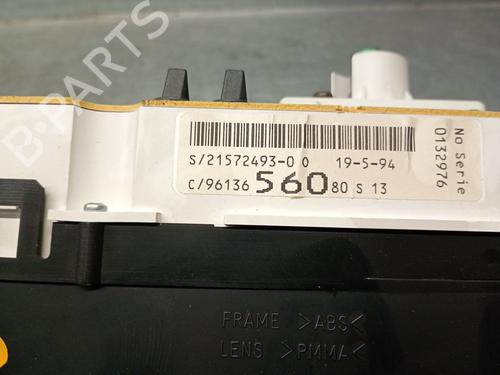 B-PARTS
S/21572493-0 0 19-5-94
C/96136 560 80 S 13
No Serie
0132976
FRAME >ABS<
LENS >PMMA<